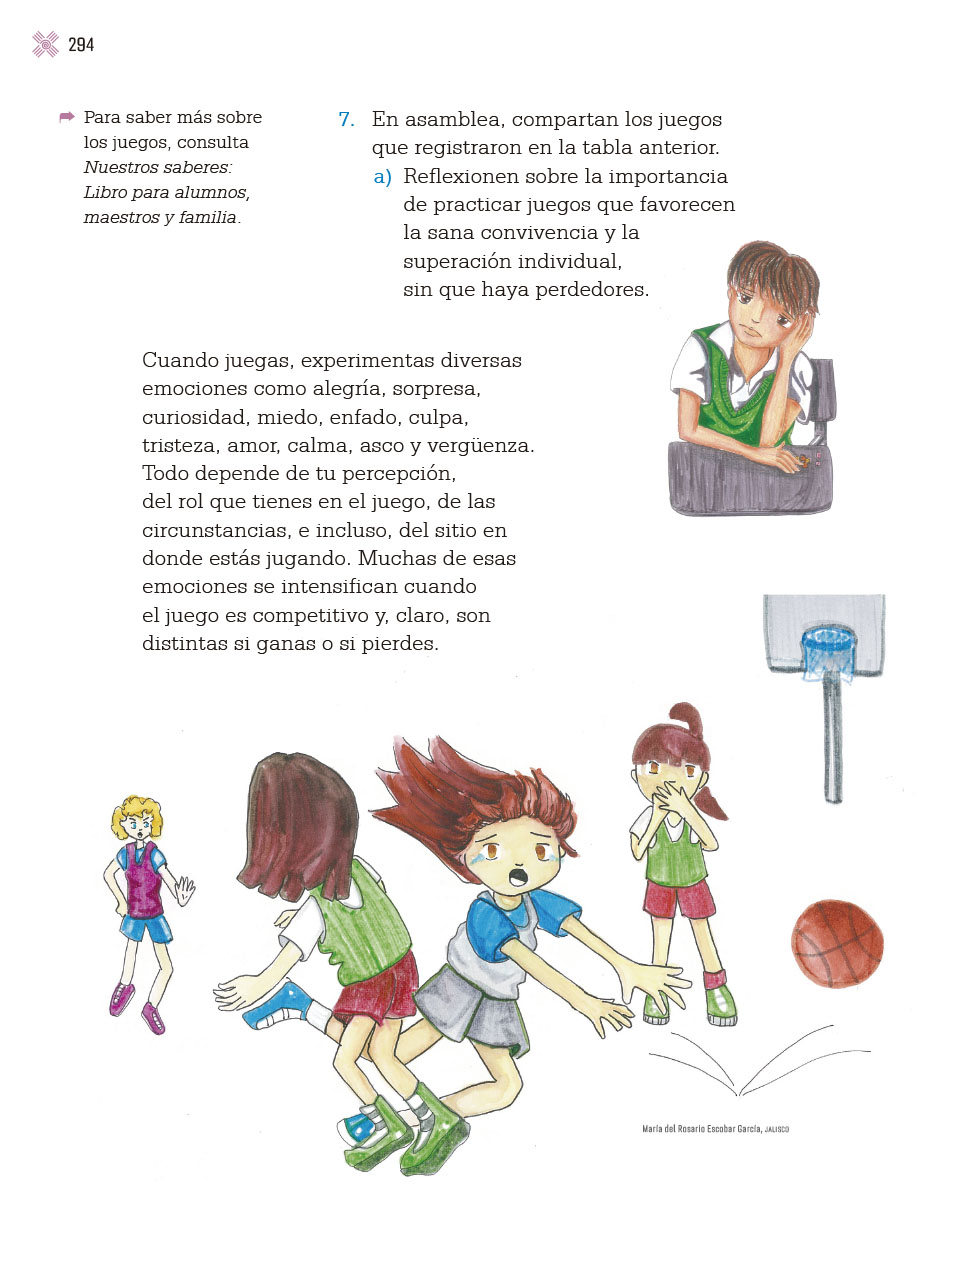 294
Para saber más sobre
los juegos, consulta
Nuestros saberes:
Libro para alumnos,
maestros y familia.
7. En asamblea, compartan los juegos
que registraron en la tabla anterior.
a) Reflexionen sobre la importancia
de practicar juegos que favorecen
la sana convivencia y la
superación individual,
sin que haya perdedores.
Cuando juegas, experimentas diversas
emociones como alegría, sorpresa,
curiosidad, miedo, enfado, culpa,
tristeza, amor, calma, asco y vergüenza.
Todo depende de tu percepción,
del rol que tienes en el juego, de las
circunstancias, e incluso, del sitio en
donde estás jugando. Muchas de esas
emociones se intensifican cuando
el juego es competitivo y, claro, son
distintas si ganas o si pierdes.
María del Rosario Escobar García, JALISCO